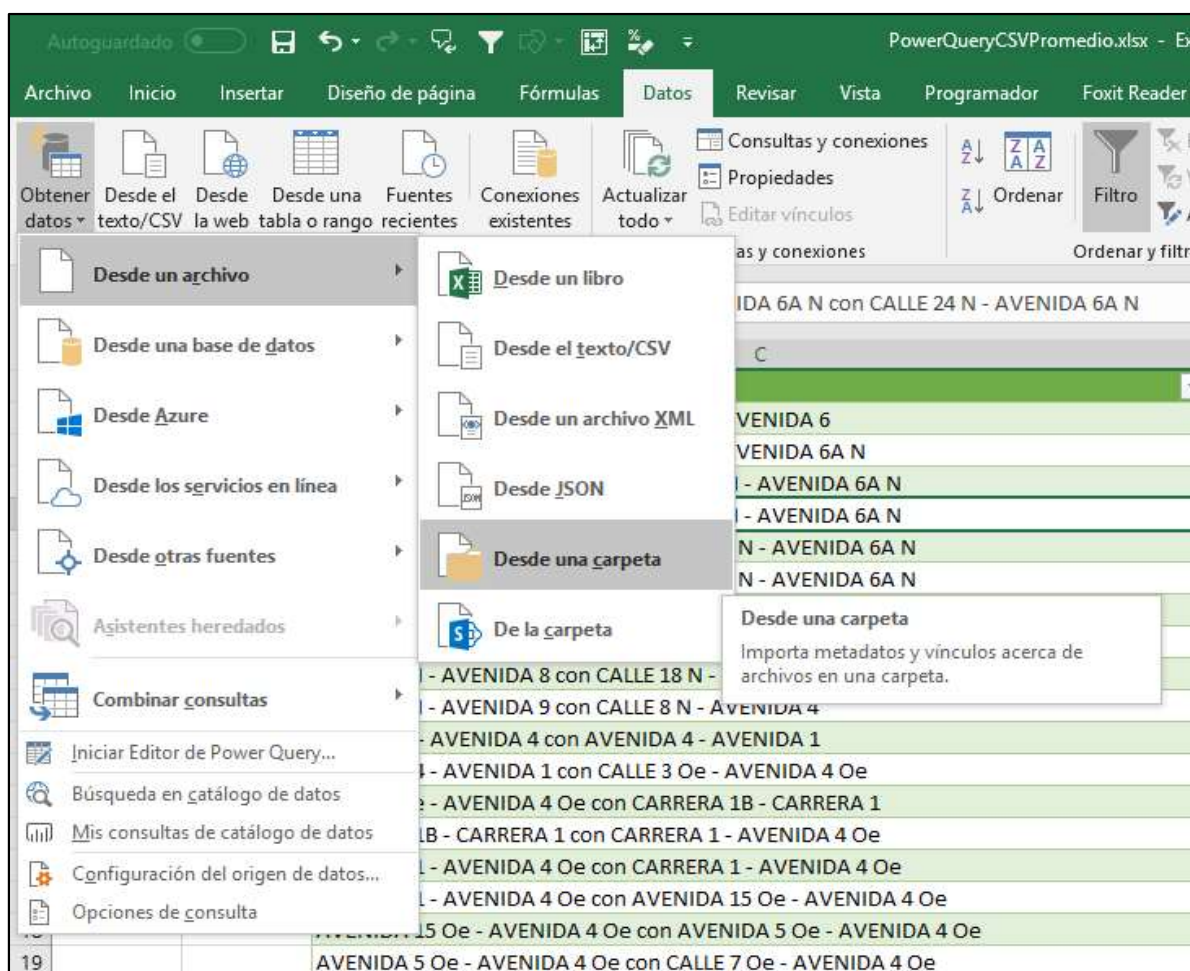 Autoguardado
PowerQueryCSVPromedio.xlsx - Ex
Archivo Inicio Insertar Diseño de página Fórmulas Datos Revisar Vista Programador Foxit Reader
Obtener datos
Desde el texto/CSV
Desde la web
Desde una tabla o rango
Fuentes recientes
Conexiones existentes
Actualizar todo
Consultas y conexiones
Propiedades
Editar vínculos
as y conexiones
Ordenar
Filtro
Ordenar y filtr
IDA 6A N con CALLE 24 N - AVENIDA 6A N
Desde un archivo
Desde una base de datos
Desde Azure
Desde los servicios en línea
Desde otras fuentes
Asistentes heredados
Combinar consultas
Iniciar Editor de Power Query...
Búsqueda en catálogo de datos
Mis consultas de catálogo de datos
Configuración del origen de datos...
Opciones de consulta
Desde un libro
Desde el texto/CSV
Desde un archivo XML
Desde JSON
Desde una carpeta
De la carpeta
Desde una carpeta
Importa metadatos y vínculos acerca de
archivos en una carpeta.
C
VENIDA 6
VENIDA 6A N
- AVENIDA 6A N
- AVENIDA 6A N
N - AVENIDA 6A N
N - AVENIDA 6A N
- AVENIDA 8 con CALLE 18 N -
- AVENIDA 9 con CALLE 8 N - AVENIDA 4
- AVENIDA 4 con AVENIDA 4 - AVENIDA 1
- AVENIDA 1 con CALLE 3 Oe - AVENIDA 4 Oe
- AVENIDA 4 Oe con CARRERA 1B - CARRERA 1
1B - CARRERA 1 con CARRERA 1 - AVENIDA 4 Oe
- AVENIDA 4 Oe con CARRERA 1 - AVENIDA 4 Oe
- AVENIDA 4 Oe con AVENIDA 15 Oe - AVENIDA 4 Oe
AVENIDA 15 Oe - AVENIDA 4 Oe con AVENIDA 5 Oe - AVENIDA 4 Oe
19 AVENIDA 5 Oe - AVENIDA 4 Oe con CALLE 7 Oe - AVENIDA 4 Oe